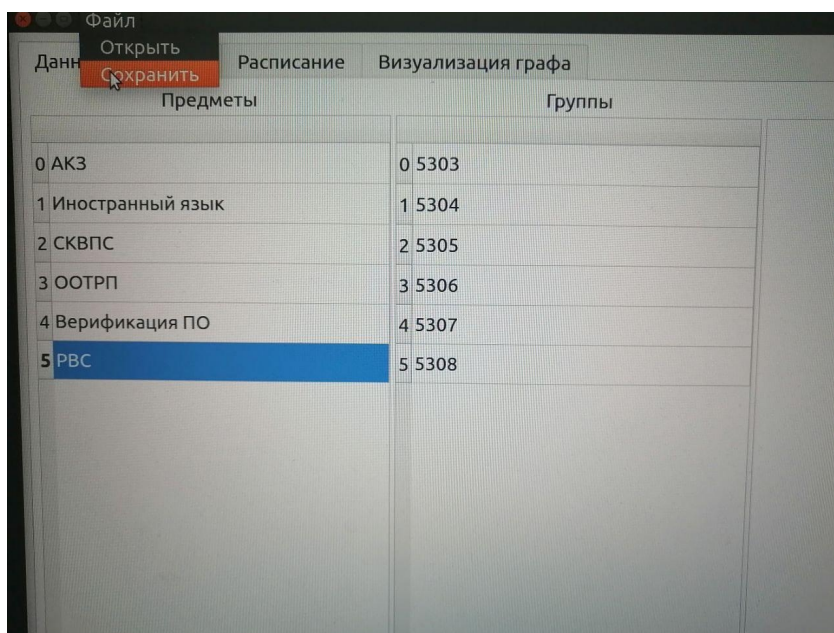 Файл
Открыть
Сохранить
Расписание Визуализация графа
Предметы Группы
0 АКЗ 0 5303
1 Иностранный язык 1 5304
2 СКВПС 2 5305
3 ООТРП 3 5306
4 Верификация ПО 4 5307
5 РВС 5 5308